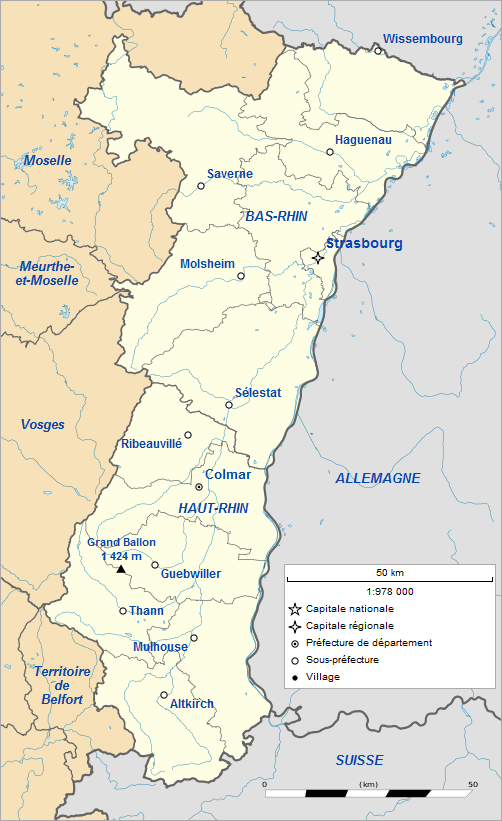 Wissembourg
Haguenau
Moselle
Saverne
BAS-RHIN
Strasbourg
Molsheim
Meurthe-
et-Moselle
Sélestat
Vosges
Ribeauvillé
Colmar
ALLEMAGNE
HAUT-RHIN
Grand Ballon
1 424 m
Guebwiller
50 km
1:978 000
Capitale nationale
Capitale régionale
Préfecture de département
Sous-préfecture
Village
Thann
Mulhouse
Territoire
de
Belfort
Altkirch
SUISSE
0 (km) 50